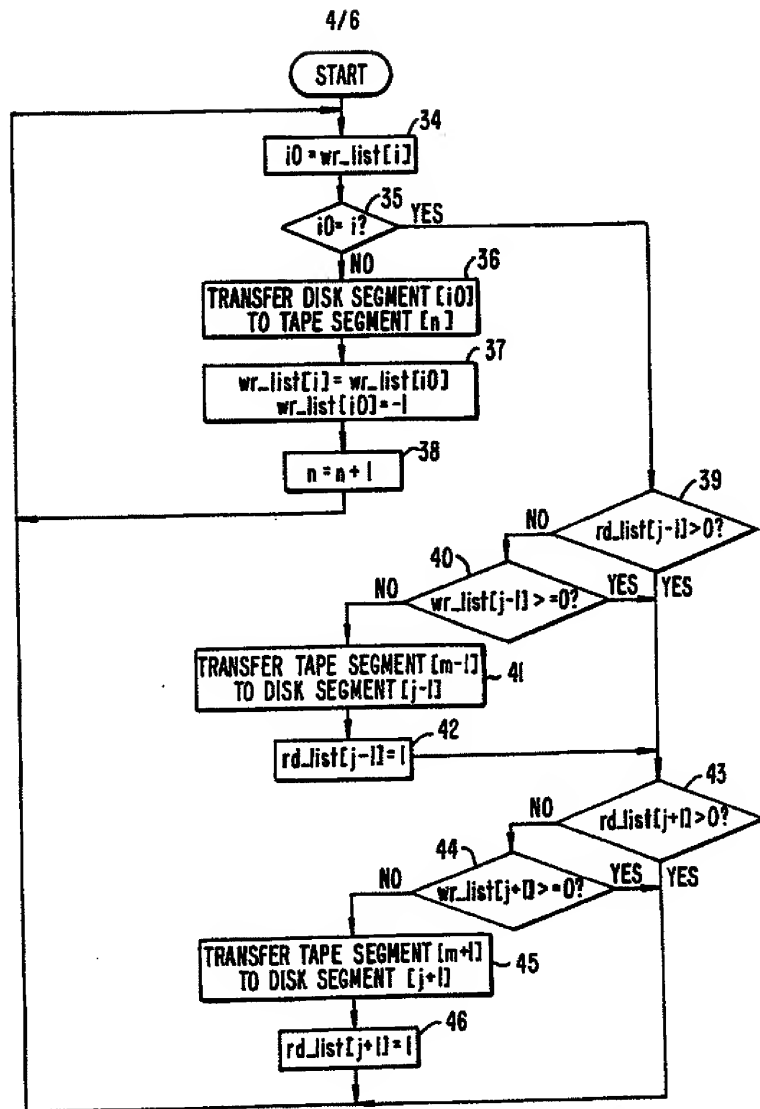 4/6
START
34
i0 = wr_list[i]
35
i0= i?
YES
NO
36
TRANSFER DISK SEGMENT [i0]
TO TAPE SEGMENT [n]
37
wr_list[i] = wr_list[i0]
wr_list[i0] = -1
38
n = n + 1
39
rd_list[j-1]>0?
NO
YES
40
wr_list[j-1] >=0?
NO
YES
TRANSFER TAPE SEGMENT [m-1]
TO DISK SEGMENT [j-1]
41
42
rd_list[j-1] = 1
43
rd_list[j+1]>0?
NO
YES
44
wr_list[j+1] >=0?
NO
YES
TRANSFER TAPE SEGMENT [m+1]
TO DISK SEGMENT [j+1]
45
46
rd_list[j+1] = 1